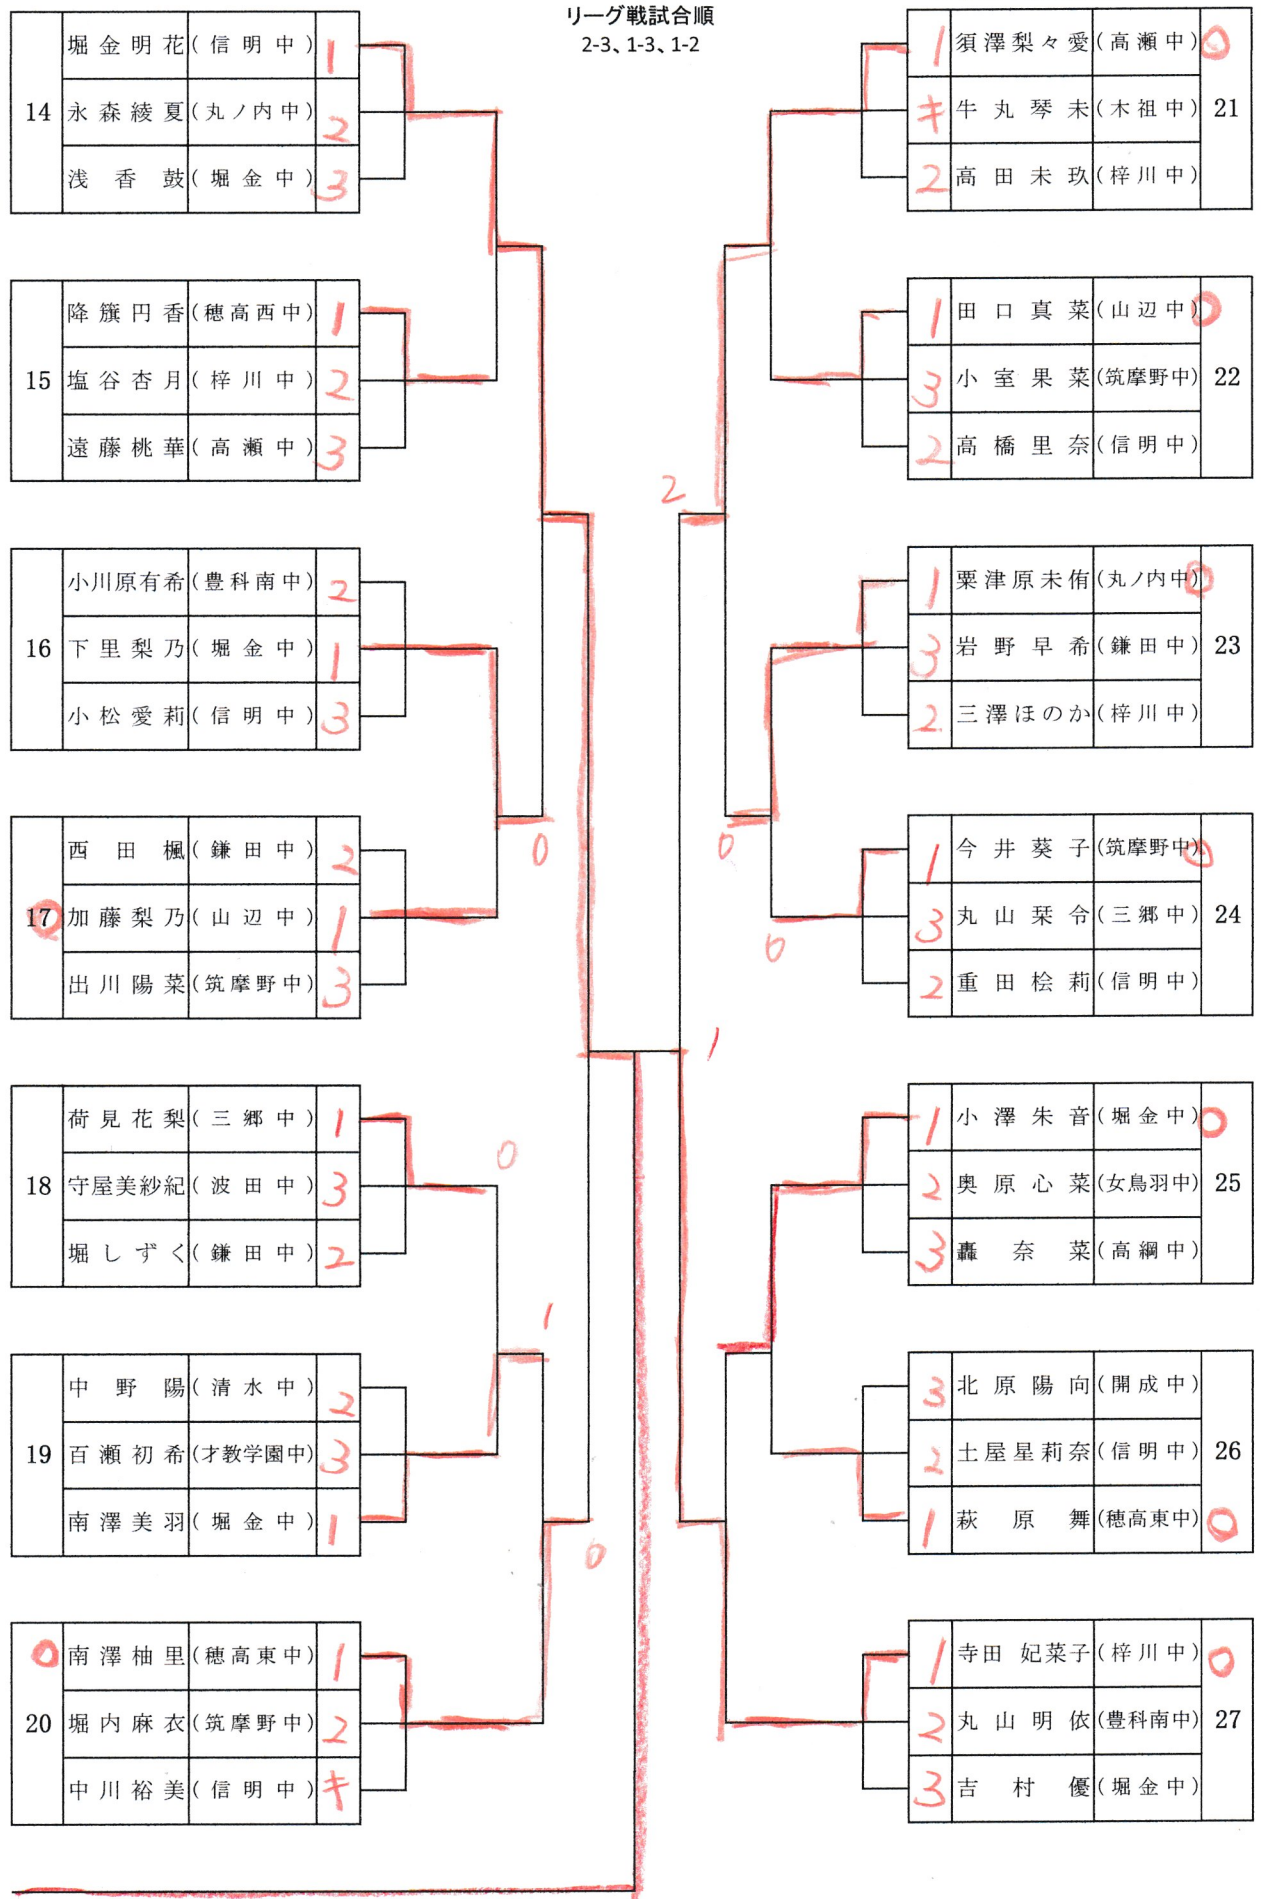 リーグ戦試合順
2-3、1-3、1-2
14
堀金明花(信明中) 1
永森綾夏(丸ノ内中) 2
浅香鼓(堀金中) 3
15
降籏円香(穂高西中) 1
塩谷杏月(梓川中) 2
遠藤桃華(高瀬中) 3
16
小川原有希(豊科南中) 2
下里梨乃(堀金中) 1
小松愛莉(信明中) 3
17
西田楓(鎌田中) 2
加藤梨乃(山辺中) 1
出川陽菜(筑摩野中) 3
0
18
荷見花梨(三郷中) 1
守屋美紗紀(波田中) 3
堀しずく(鎌田中) 2
0
1
19
中野陽(清水中) 2
百瀬初希(才教学園中) 3
南澤美羽(堀金中) 1
0
20
南澤柚里(穂高東中) 1
堀内麻衣(筑摩野中) 2
中川裕美(信明中) キ
21
1 須澤梨々愛(高瀬中)
キ 牛丸琴未(木祖中)
2 高田未玖(梓川中)
22
1 田口真菜(山辺中)
3 小室果菜(筑摩野中)
2 高橋里奈(信明中)
2
23
1 栗津原未侑(丸ノ内中)
3 岩野早希(鎌田中)
2 三澤ほのか(梓川中)
0
24
1 今井葵子(筑摩野中)
3 丸山栞令(三郷中)
2 重田桧莉(信明中)
0
1
25
1 小澤朱音(堀金中)
2 奥原心菜(女鳥羽中)
3 轟奈菜(高綱中)
26
3 北原陽向(開成中)
2 土屋星莉奈(信明中)
1 萩原舞(穂高東中)
27
1 寺田妃菜子(梓川中)
2 丸山明依(豊科南中)
3 吉村優(堀金中)